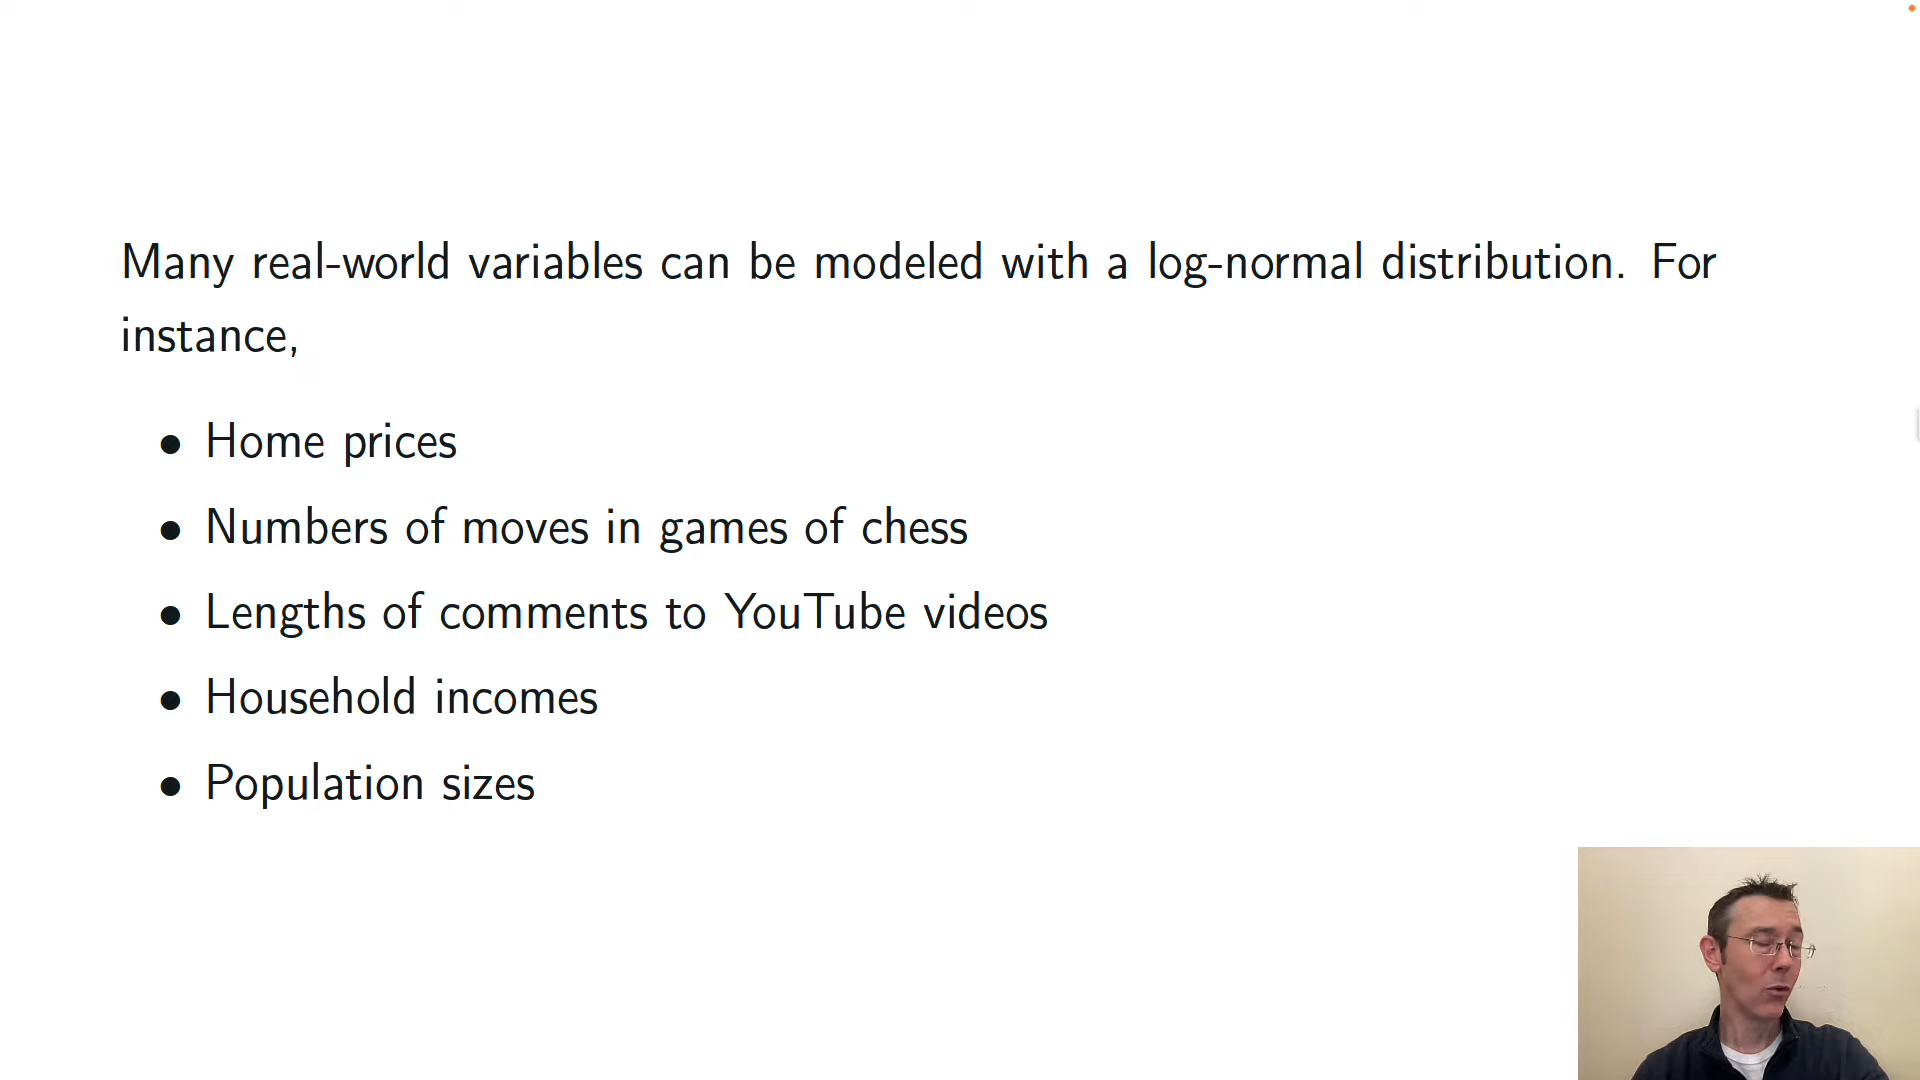 Many real-world variables can be modeled with a log-normal distribution. For
instance,
• Home prices
• Numbers of moves in games of chess
• Lengths of comments to YouTube videos
• Household incomes
• Population sizes